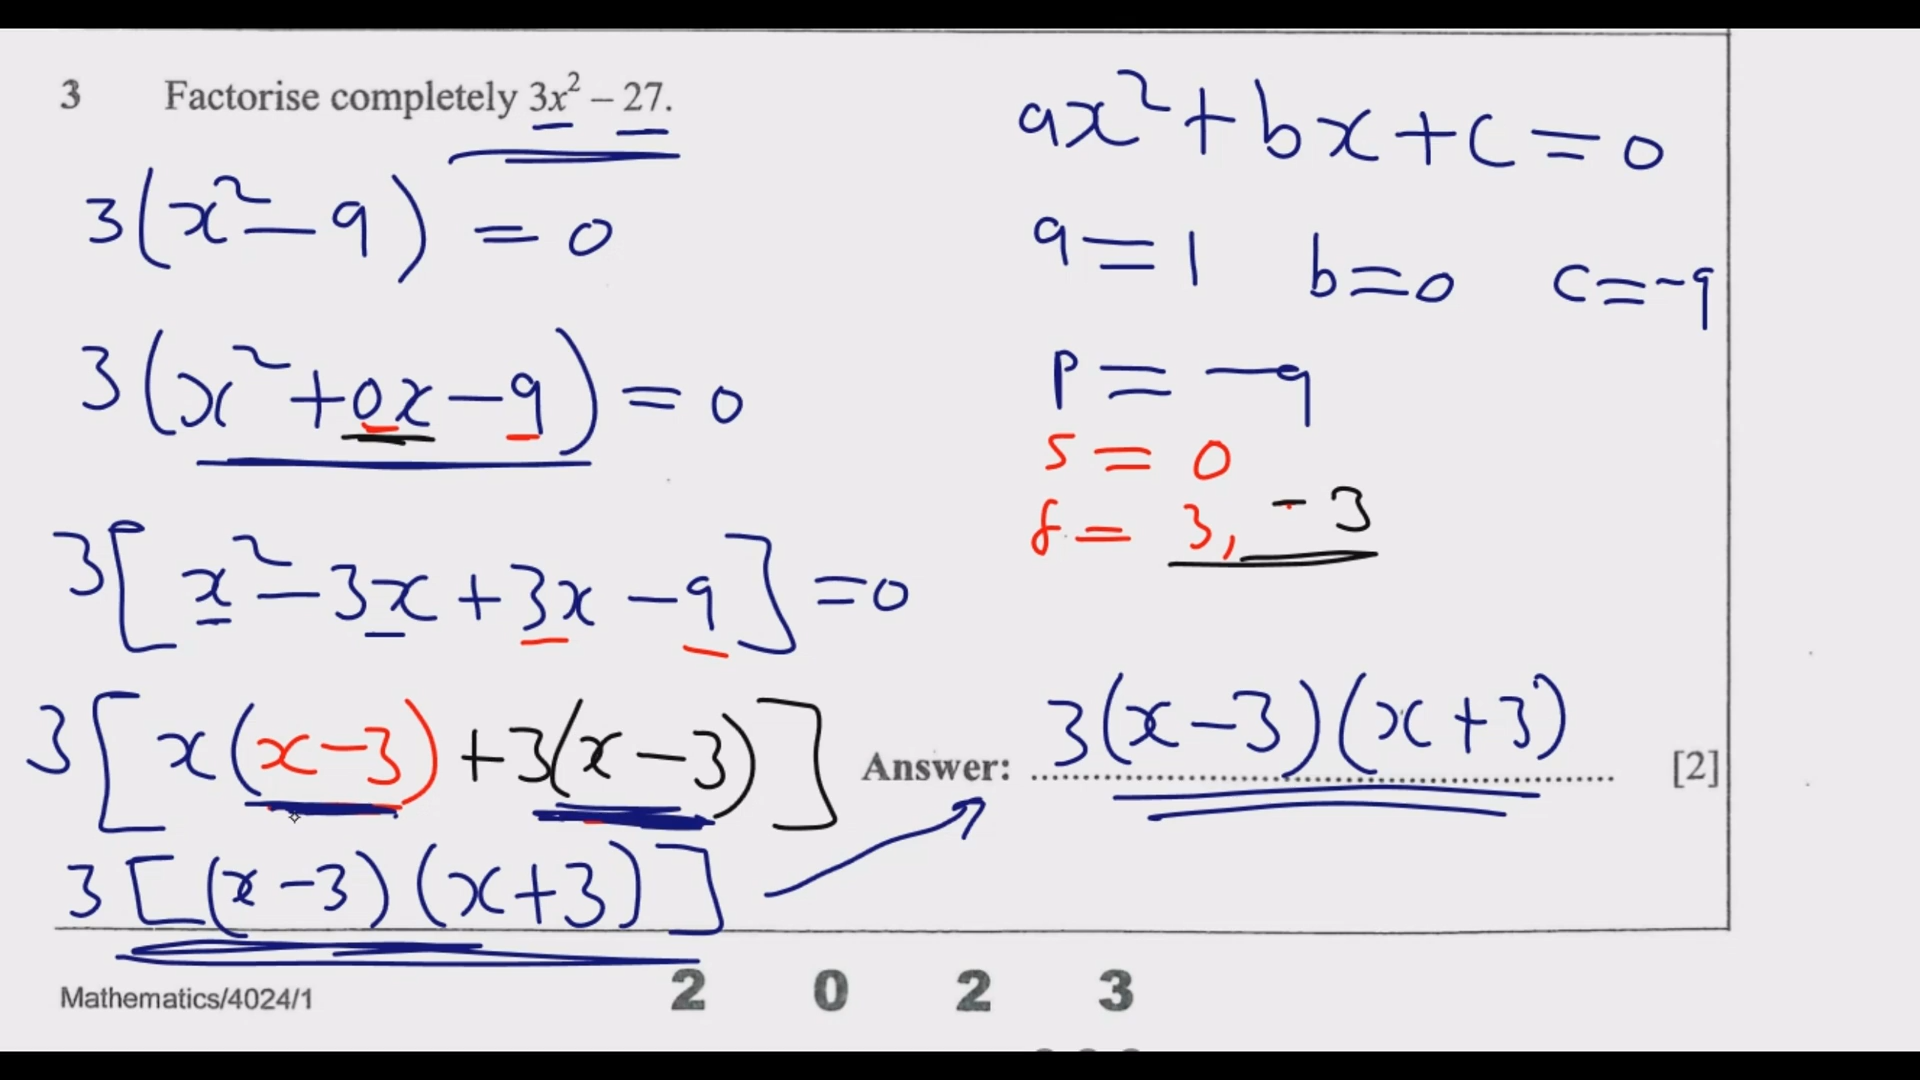 3 Factorise completely 3x² – 27.
3(x² – 9) = 0
3(x² + 0x – 9) = 0
3[x² – 3x + 3x – 9] = 0
3[x(x – 3) + 3(x – 3)]
3[(x – 3)(x + 3)]
ax² + bx + c = 0
a = 1 b = 0 c = -9
P = -9
S = 0
f = 3, -3
3(x – 3)(x + 3)
Answer: ........................................ [2]
Mathematics/4024/1
2 0 2 3